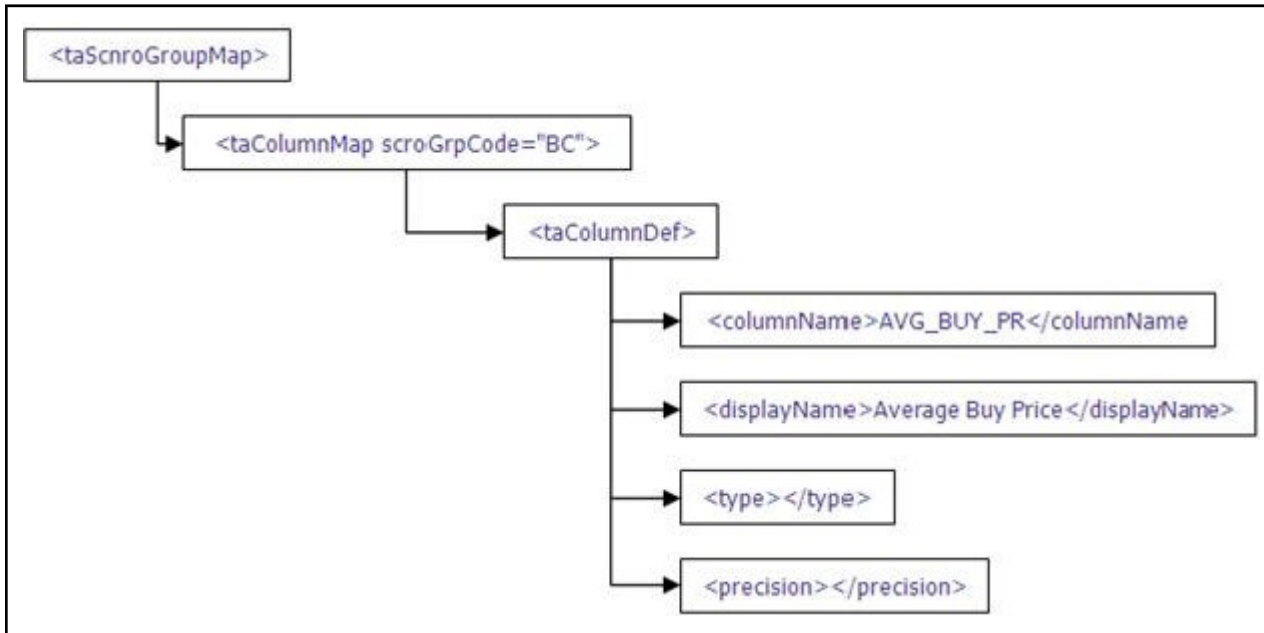 <taScnroGroupMap>
<taColumnMap scroGrpCode="BC">
<taColumnDef>
<columnName>AVG_BUY_PR</columnName
<displayName>Average Buy Price</displayName>
<type></type>
<precision></precision>